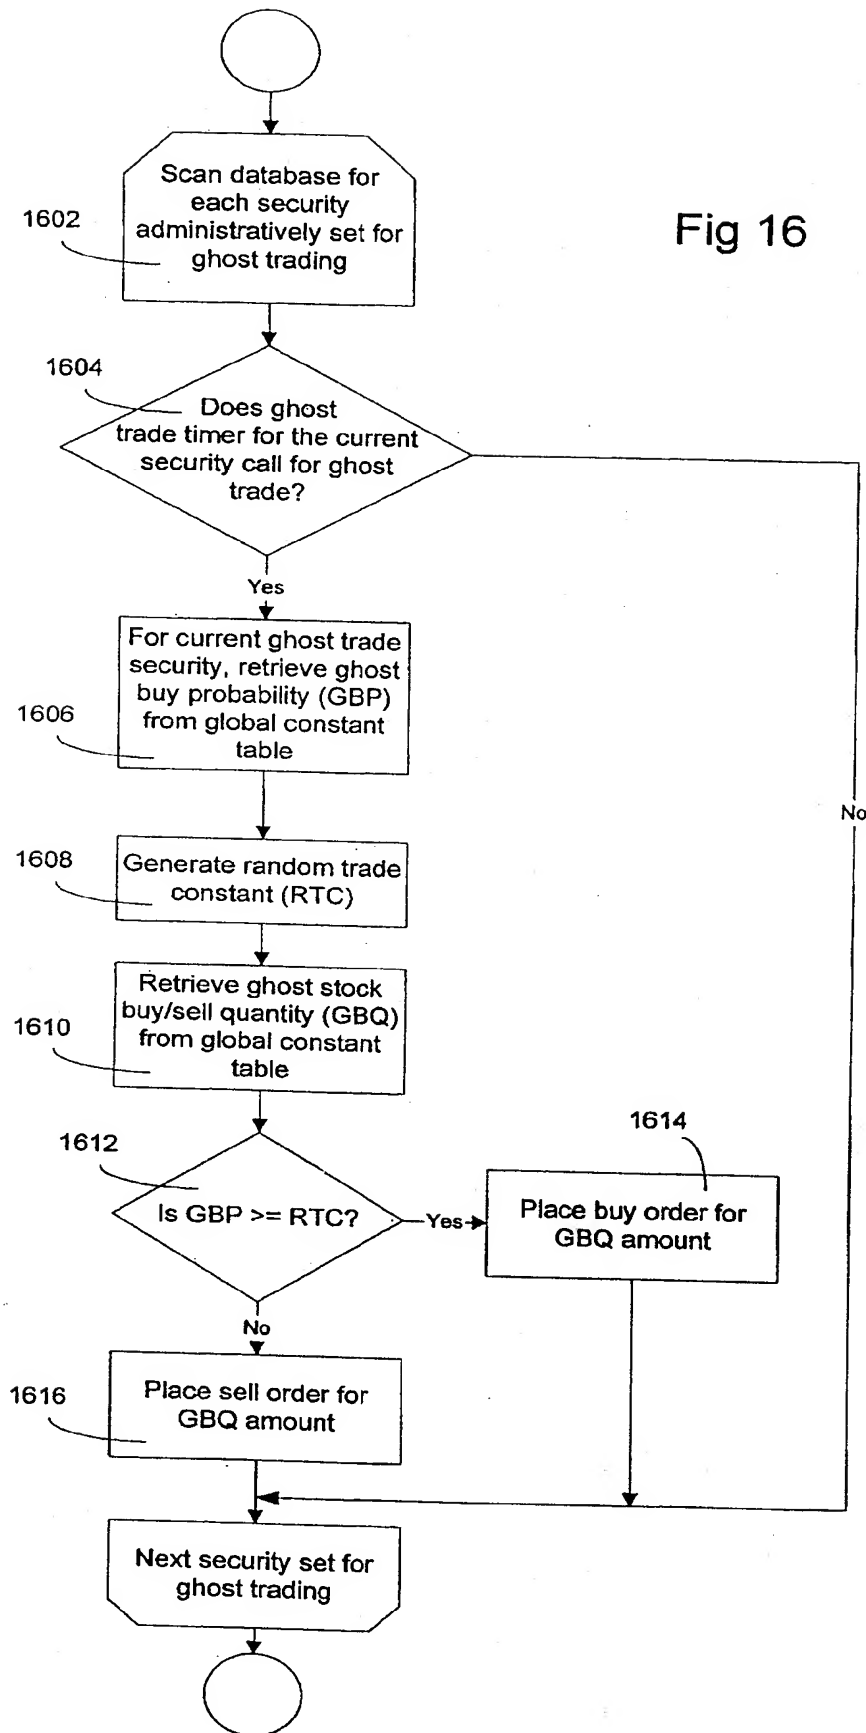 Fig 16
Scan database for
each security
administratively set for
ghost trading
1602
1604
Does ghost
trade timer for the current
security call for ghost
trade?
Yes
No
For current ghost trade
security, retrieve ghost
buy probability (GBP)
from global constant
table
1606
1608
Generate random trade
constant (RTC)
Retrieve ghost stock
buy/sell quantity (GBQ)
from global constant
table
1610
1612
Is GBP >= RTC?
Yes
1614
Place buy order for
GBQ amount
No
Place sell order for
GBQ amount
1616
Next security set for
ghost trading